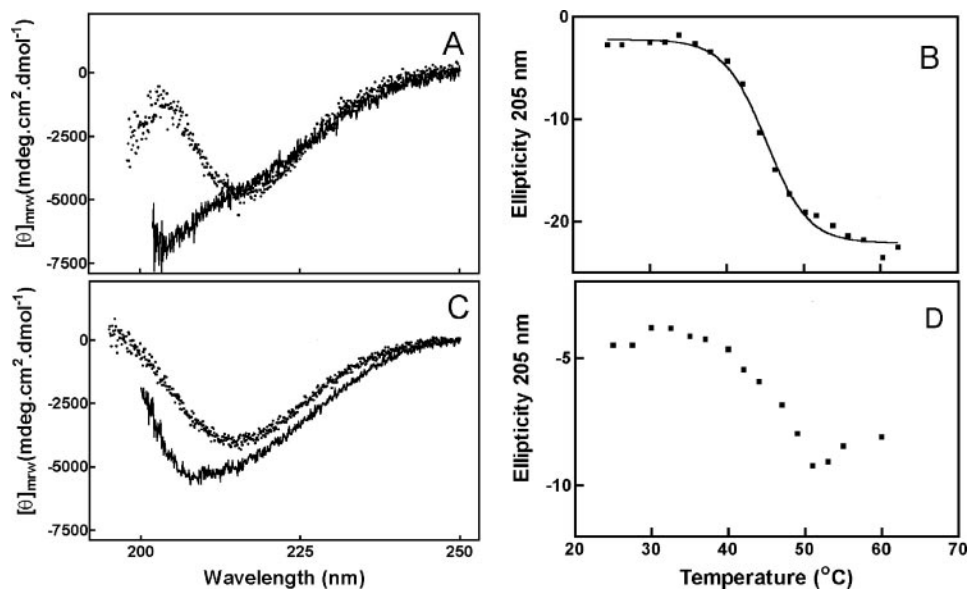 A
0
-2500
-5000
-7500
[θ]mrw(mdeg.cm².dmol⁻¹)
B
0
-10
-20
Ellipticity 205 nm
C
0
-2500
-5000
-7500
[θ]mrw(mdeg.cm².dmol⁻¹)
200
225
250
Wavelength (nm)
D
-5
-10
Ellipticity 205 nm
20
30
40
50
60
70
Temperature (°C)